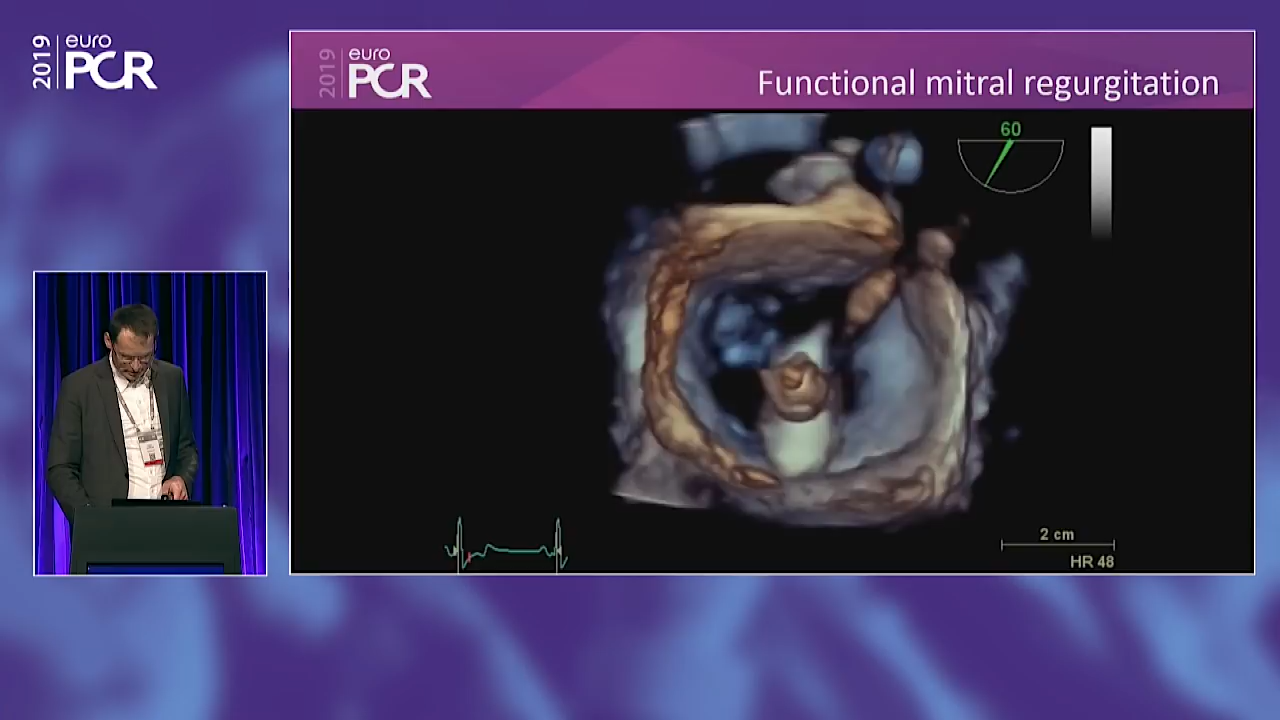 2019 euro PCR
2019 euro PCR
Functional mitral regurgitation
60
2 cm
HR 48